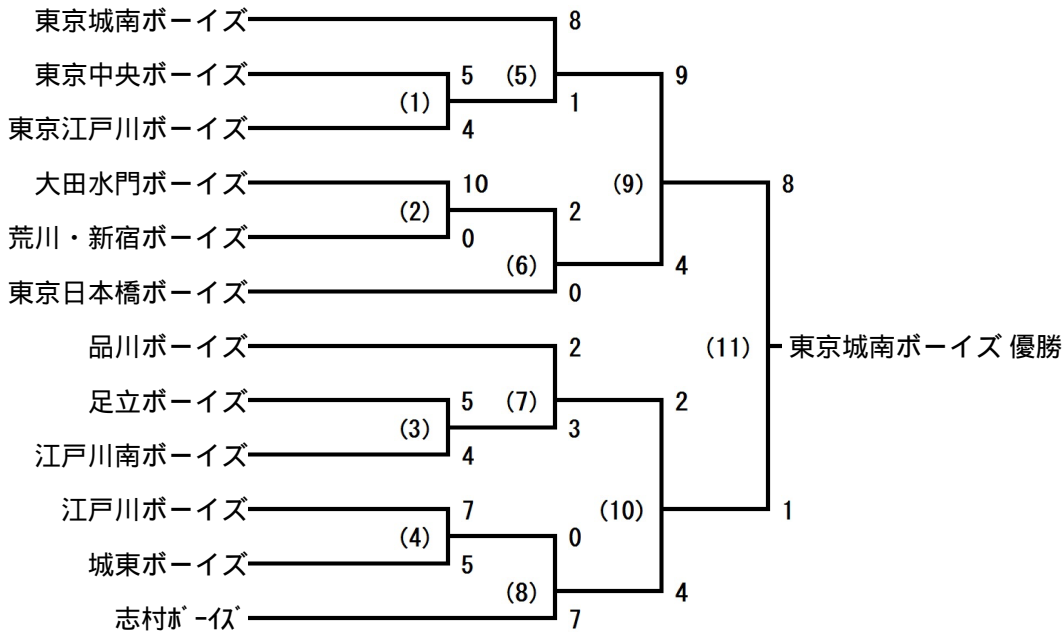 東京城南ボーイズ 8
東京中央ボーイズ 5 (5) 9
(1) 1
東京江戸川ボーイズ 4
大田水門ボーイズ 10 (9) 8
(2) 2
荒川・新宿ボーイズ 0
(6) 4
東京日本橋ボーイズ 0
品川ボーイズ 2 (11) 東京城南ボーイズ 優勝
足立ボーイズ 5 (7) 2
(3) 3
江戸川南ボーイズ 4
江戸川ボーイズ 7 (10) 1
(4) 0
城東ボーイズ 5
(8) 4
志村ﾎﾞｰｲｽﾞ 7